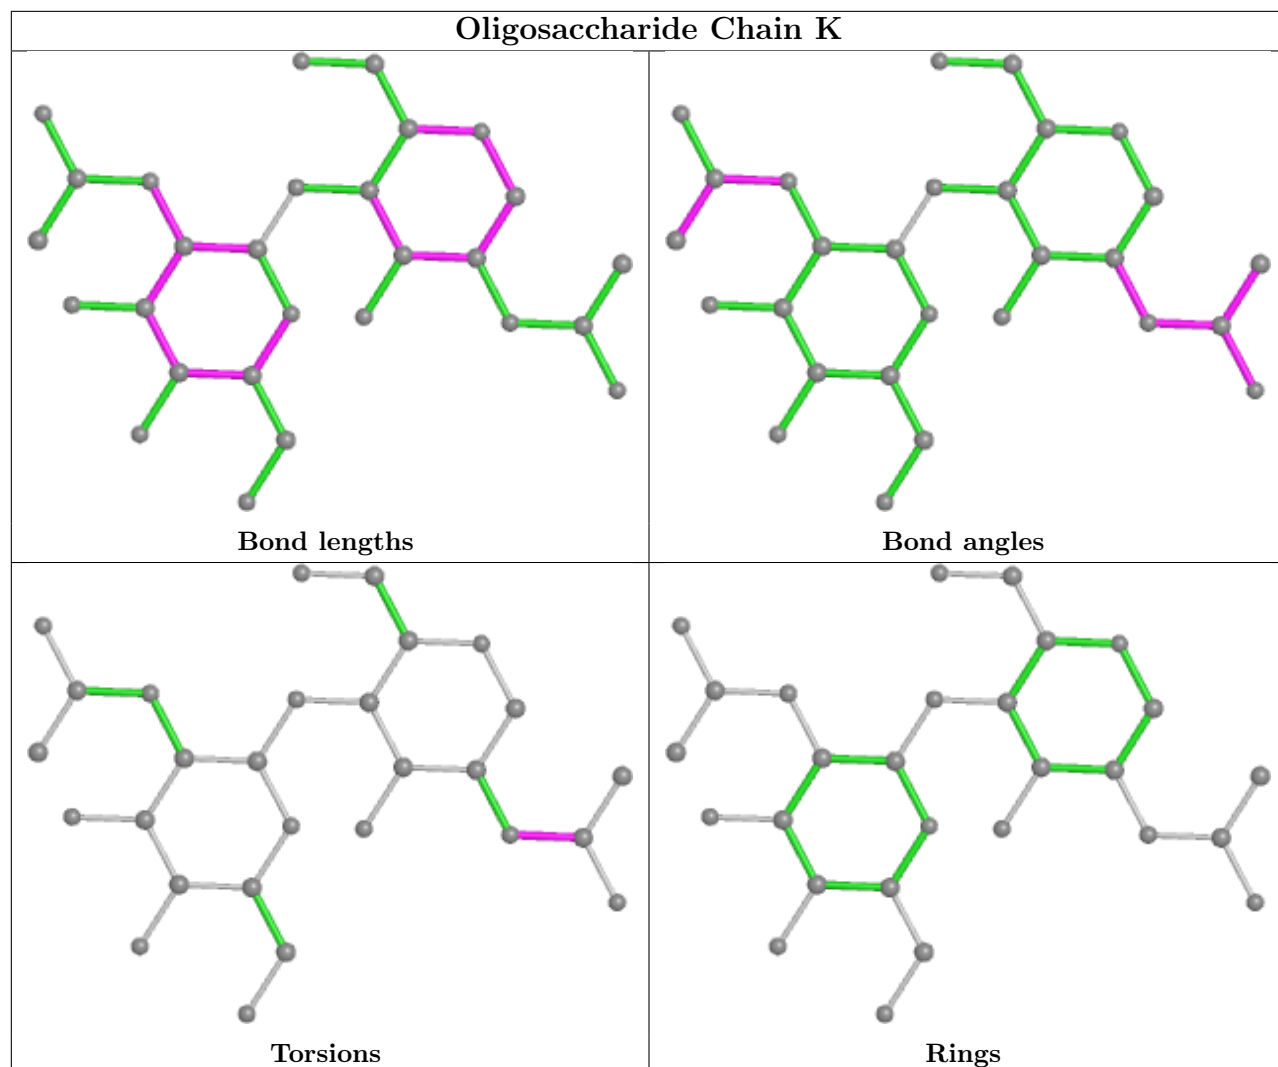 Oligosaccharide Chain K
Bond lengths
Bond angles
Torsions
Rings